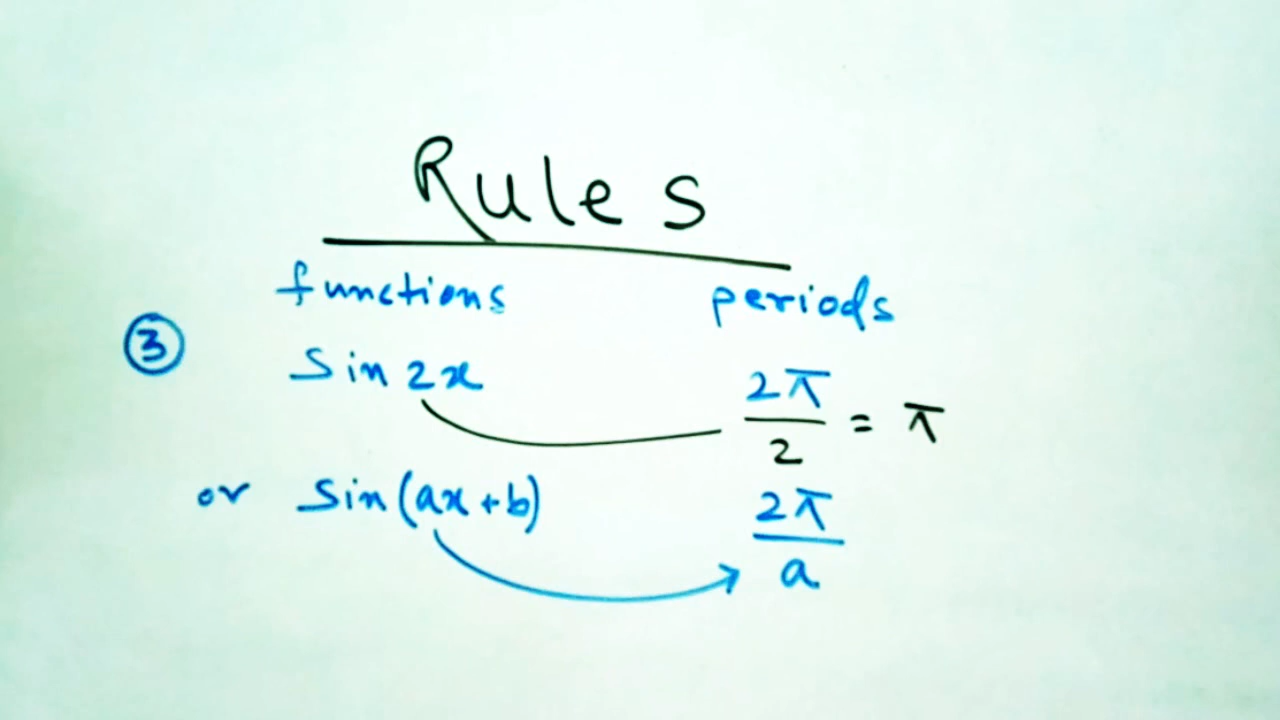 Rules
functions periods
③ Sin 2x 2π/2 = π
or Sin(ax+b) 2π/a